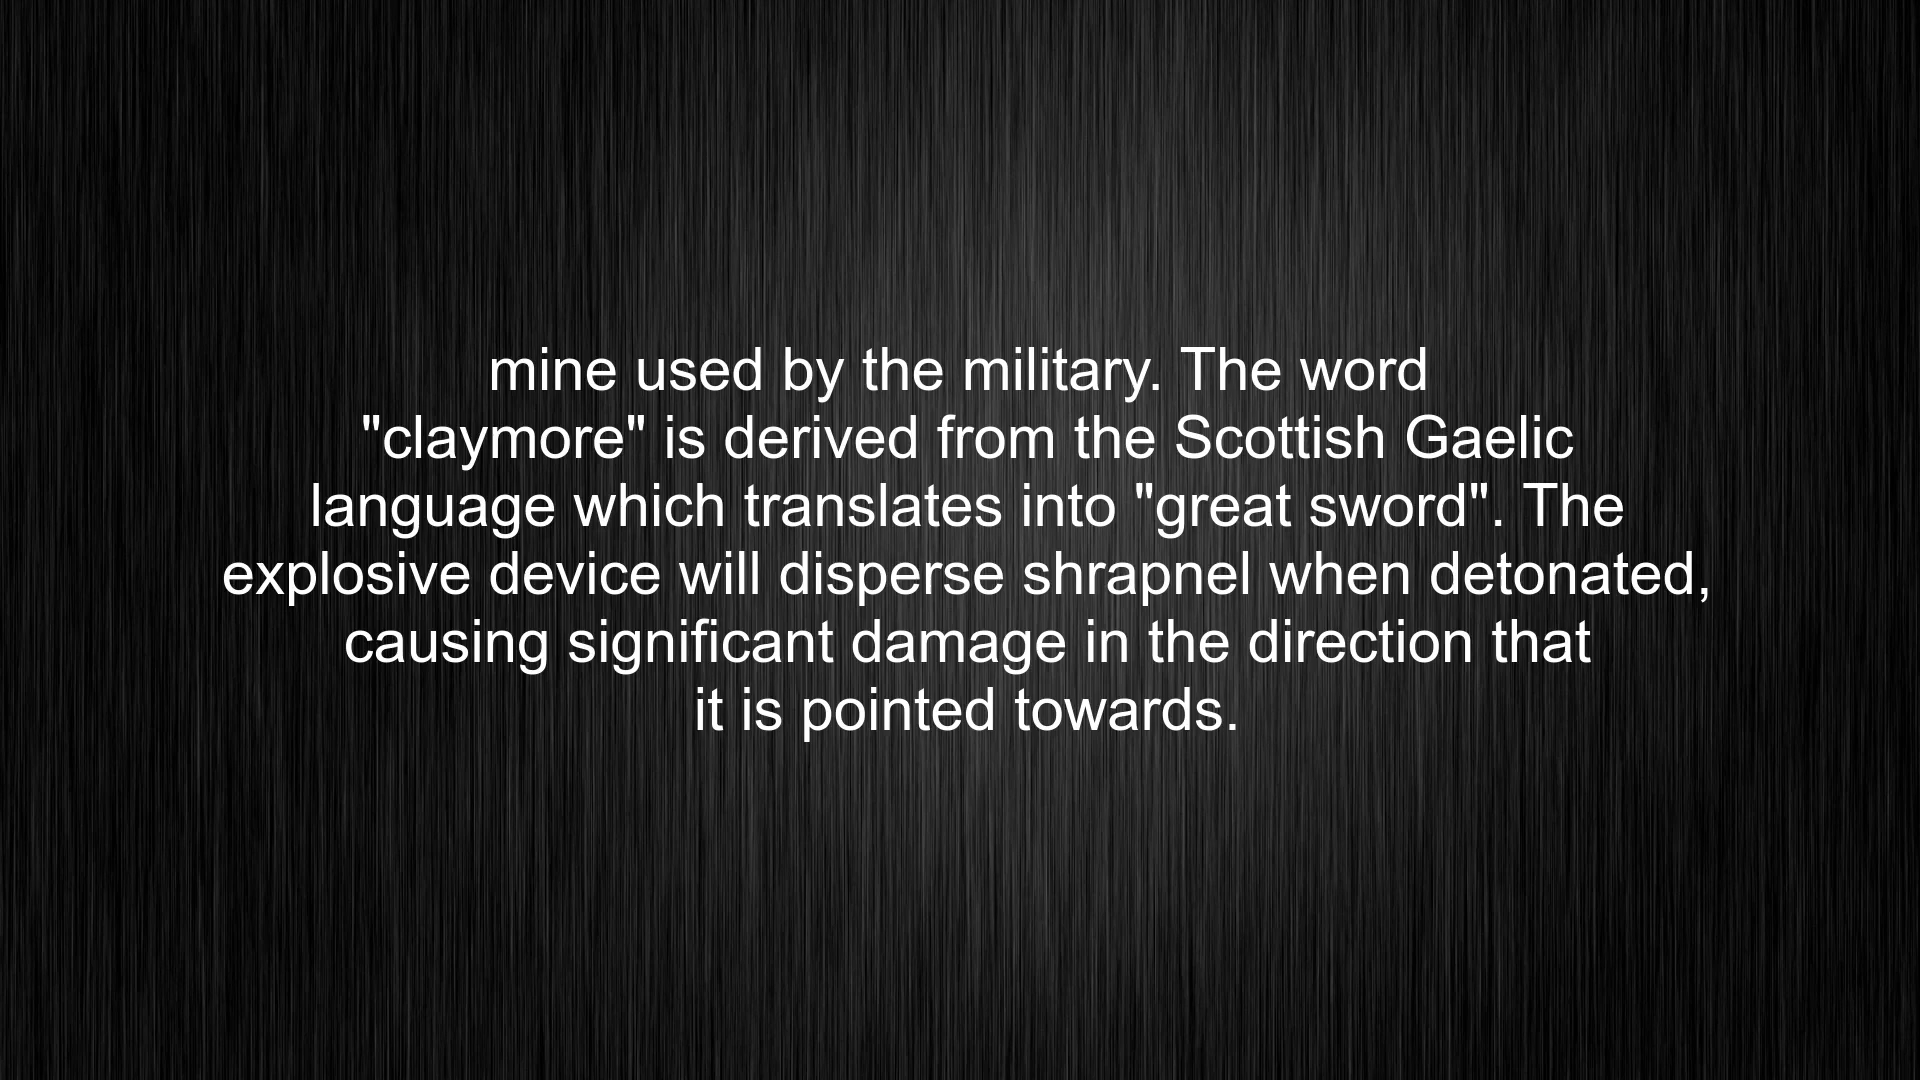 mine used by the military. The word
"claymore" is derived from the Scottish Gaelic
language which translates into "great sword". The
explosive device will disperse shrapnel when detonated,
causing significant damage in the direction that
it is pointed towards.